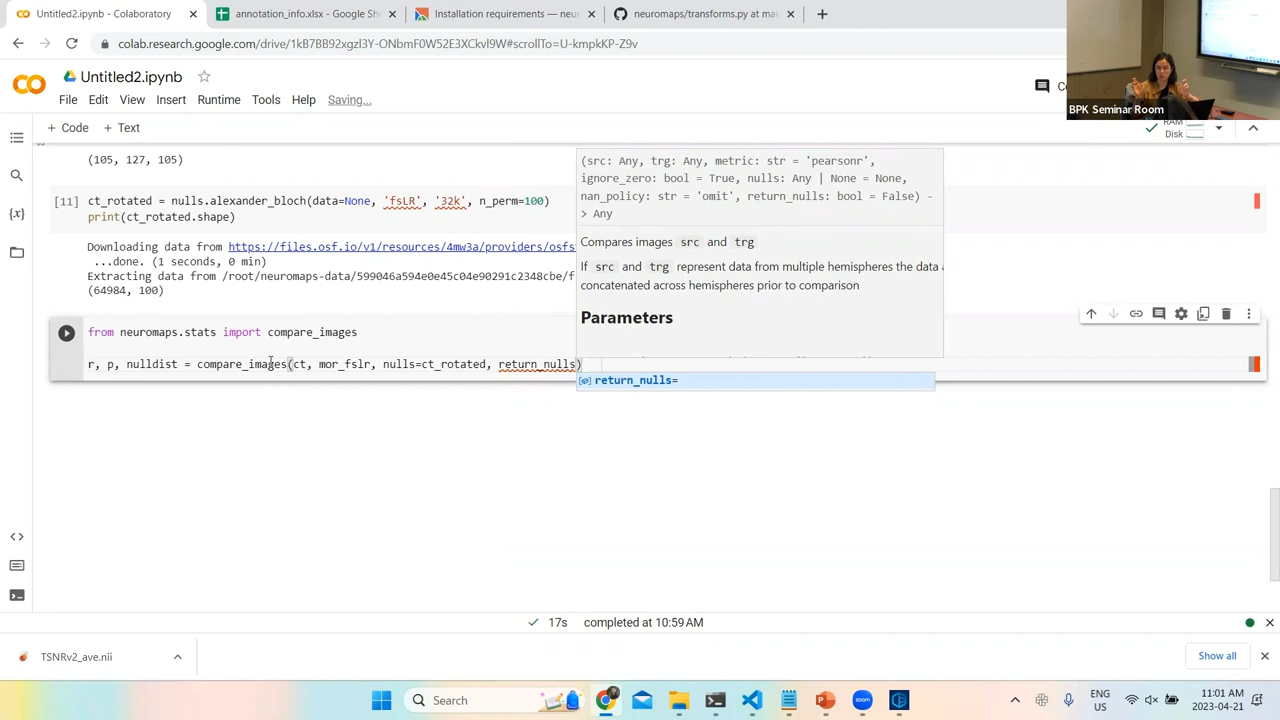 Untitled2.ipynb - Colaboratory
annotation_info.xlsx - Google She
Installation requirements — neur
neuromaps/transforms.py at mai
colab.research.google.com/drive/1kB7BB92xgzl3Y-ONbmF0W52E3XCkvl9W#scrollTo=U-kmpkKP-Z9v
Untitled2.ipynb
File Edit View Insert Runtime Tools Help Saving...
BPK Seminar Room
+ Code + Text
RAM
Disk
(105, 127, 105)
[11] ct_rotated = nulls.alexander_bloch(data=None, 'fsLR', '32k', n_perm=100)
print(ct_rotated.shape)
Downloading data from https://files.osf.io/v1/resources/4mw3a/providers/osfs
...done. (1 seconds, 0 min)
Extracting data from /root/neuromaps-data/599046a594e0e45c04e90291c2348cbe/f
(64984, 100)
(src: Any, trg: Any, metric: str = 'pearsonr',
ignore_zero: bool = True, nulls: Any | None = None,
nan_policy: str = 'omit', return_nulls: bool = False) -
> Any
Compares images src and trg
If src and trg represent data from multiple hemispheres the data a
concatenated across hemispheres prior to comparison
Parameters
from neuromaps.stats import compare_images
r, p, nulldist = compare_images(ct, mor_fslr, nulls=ct_rotated, return_nulls)
return_nulls=
17s completed at 10:59 AM
TSNRv2_ave.nii
Show all
Search
ENG
US
11:01 AM
2023-04-21